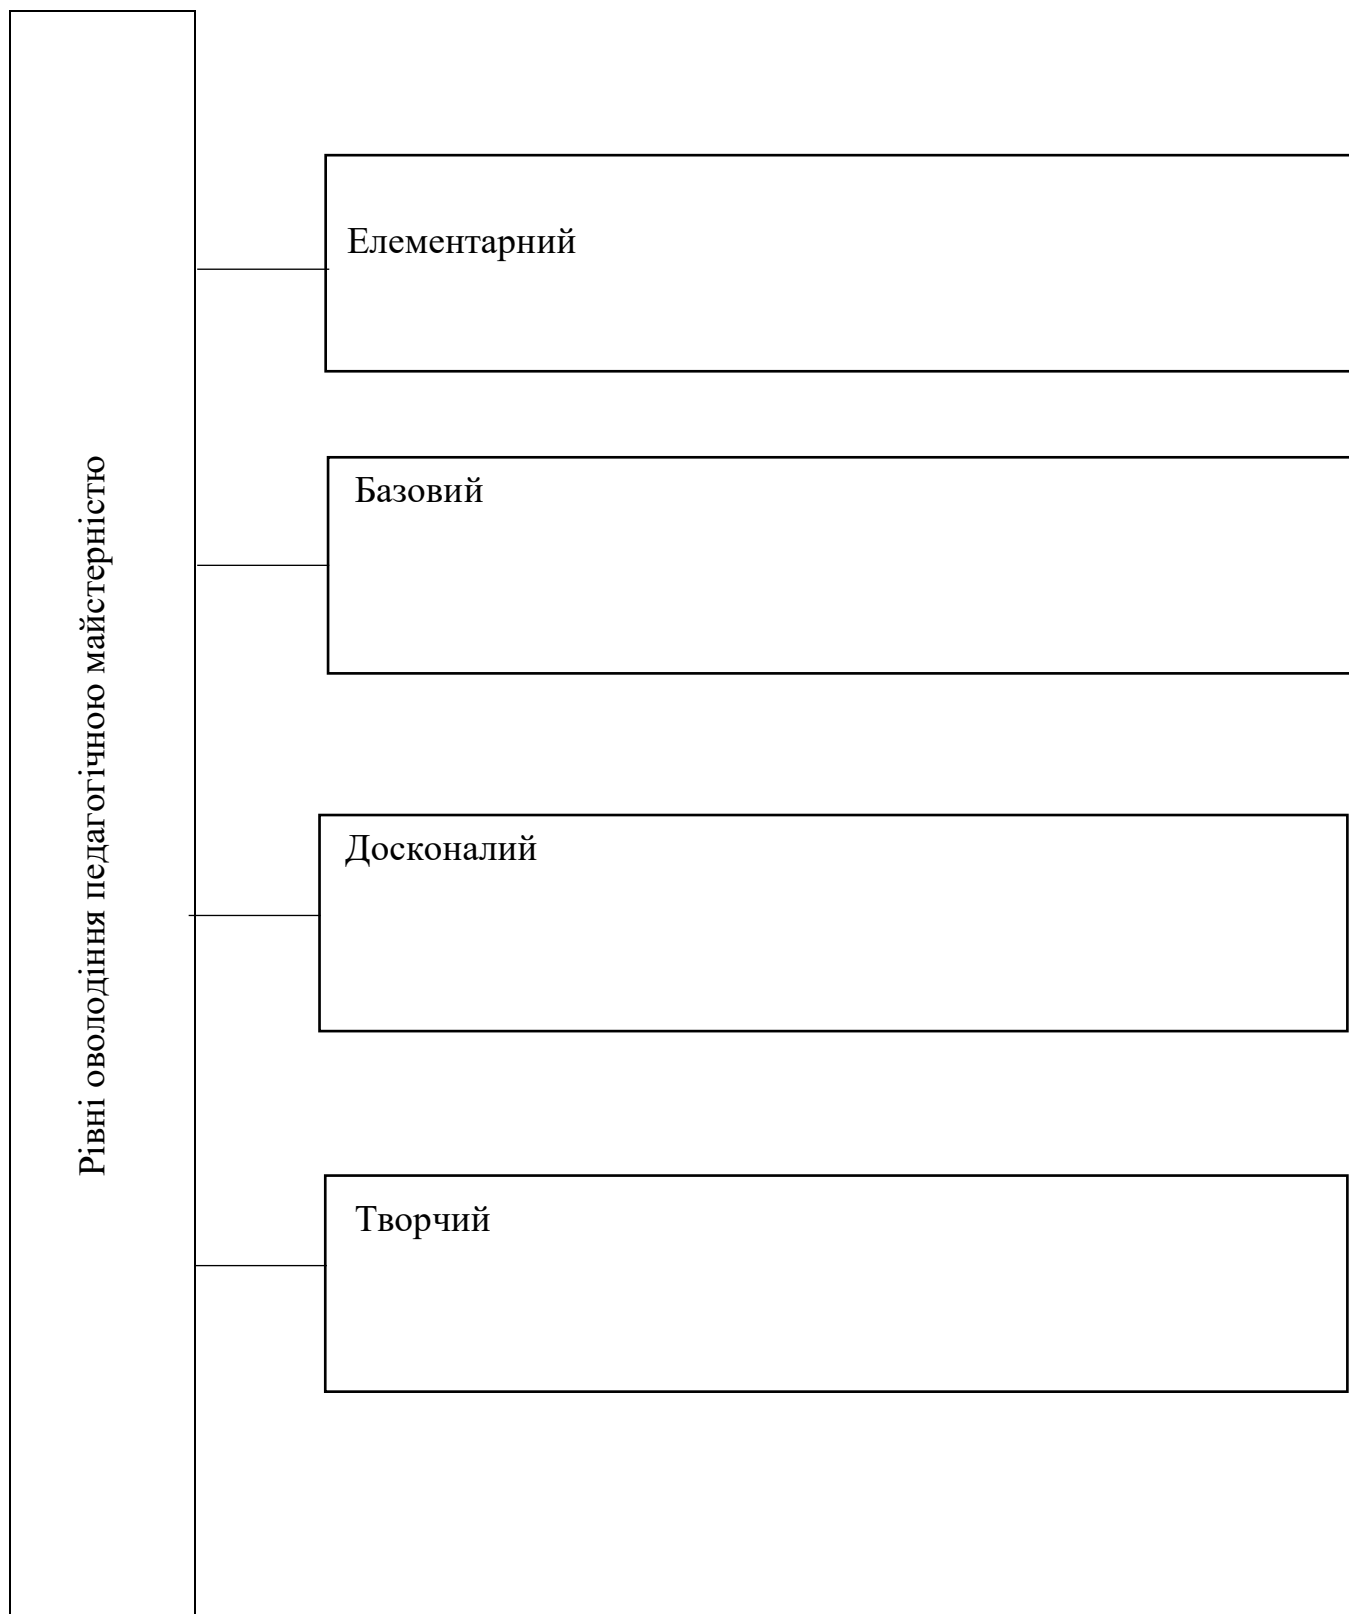 Рівні оволодіння педагогічною майстерністю
Елементарний
Базовий
Досконалий
Творчий